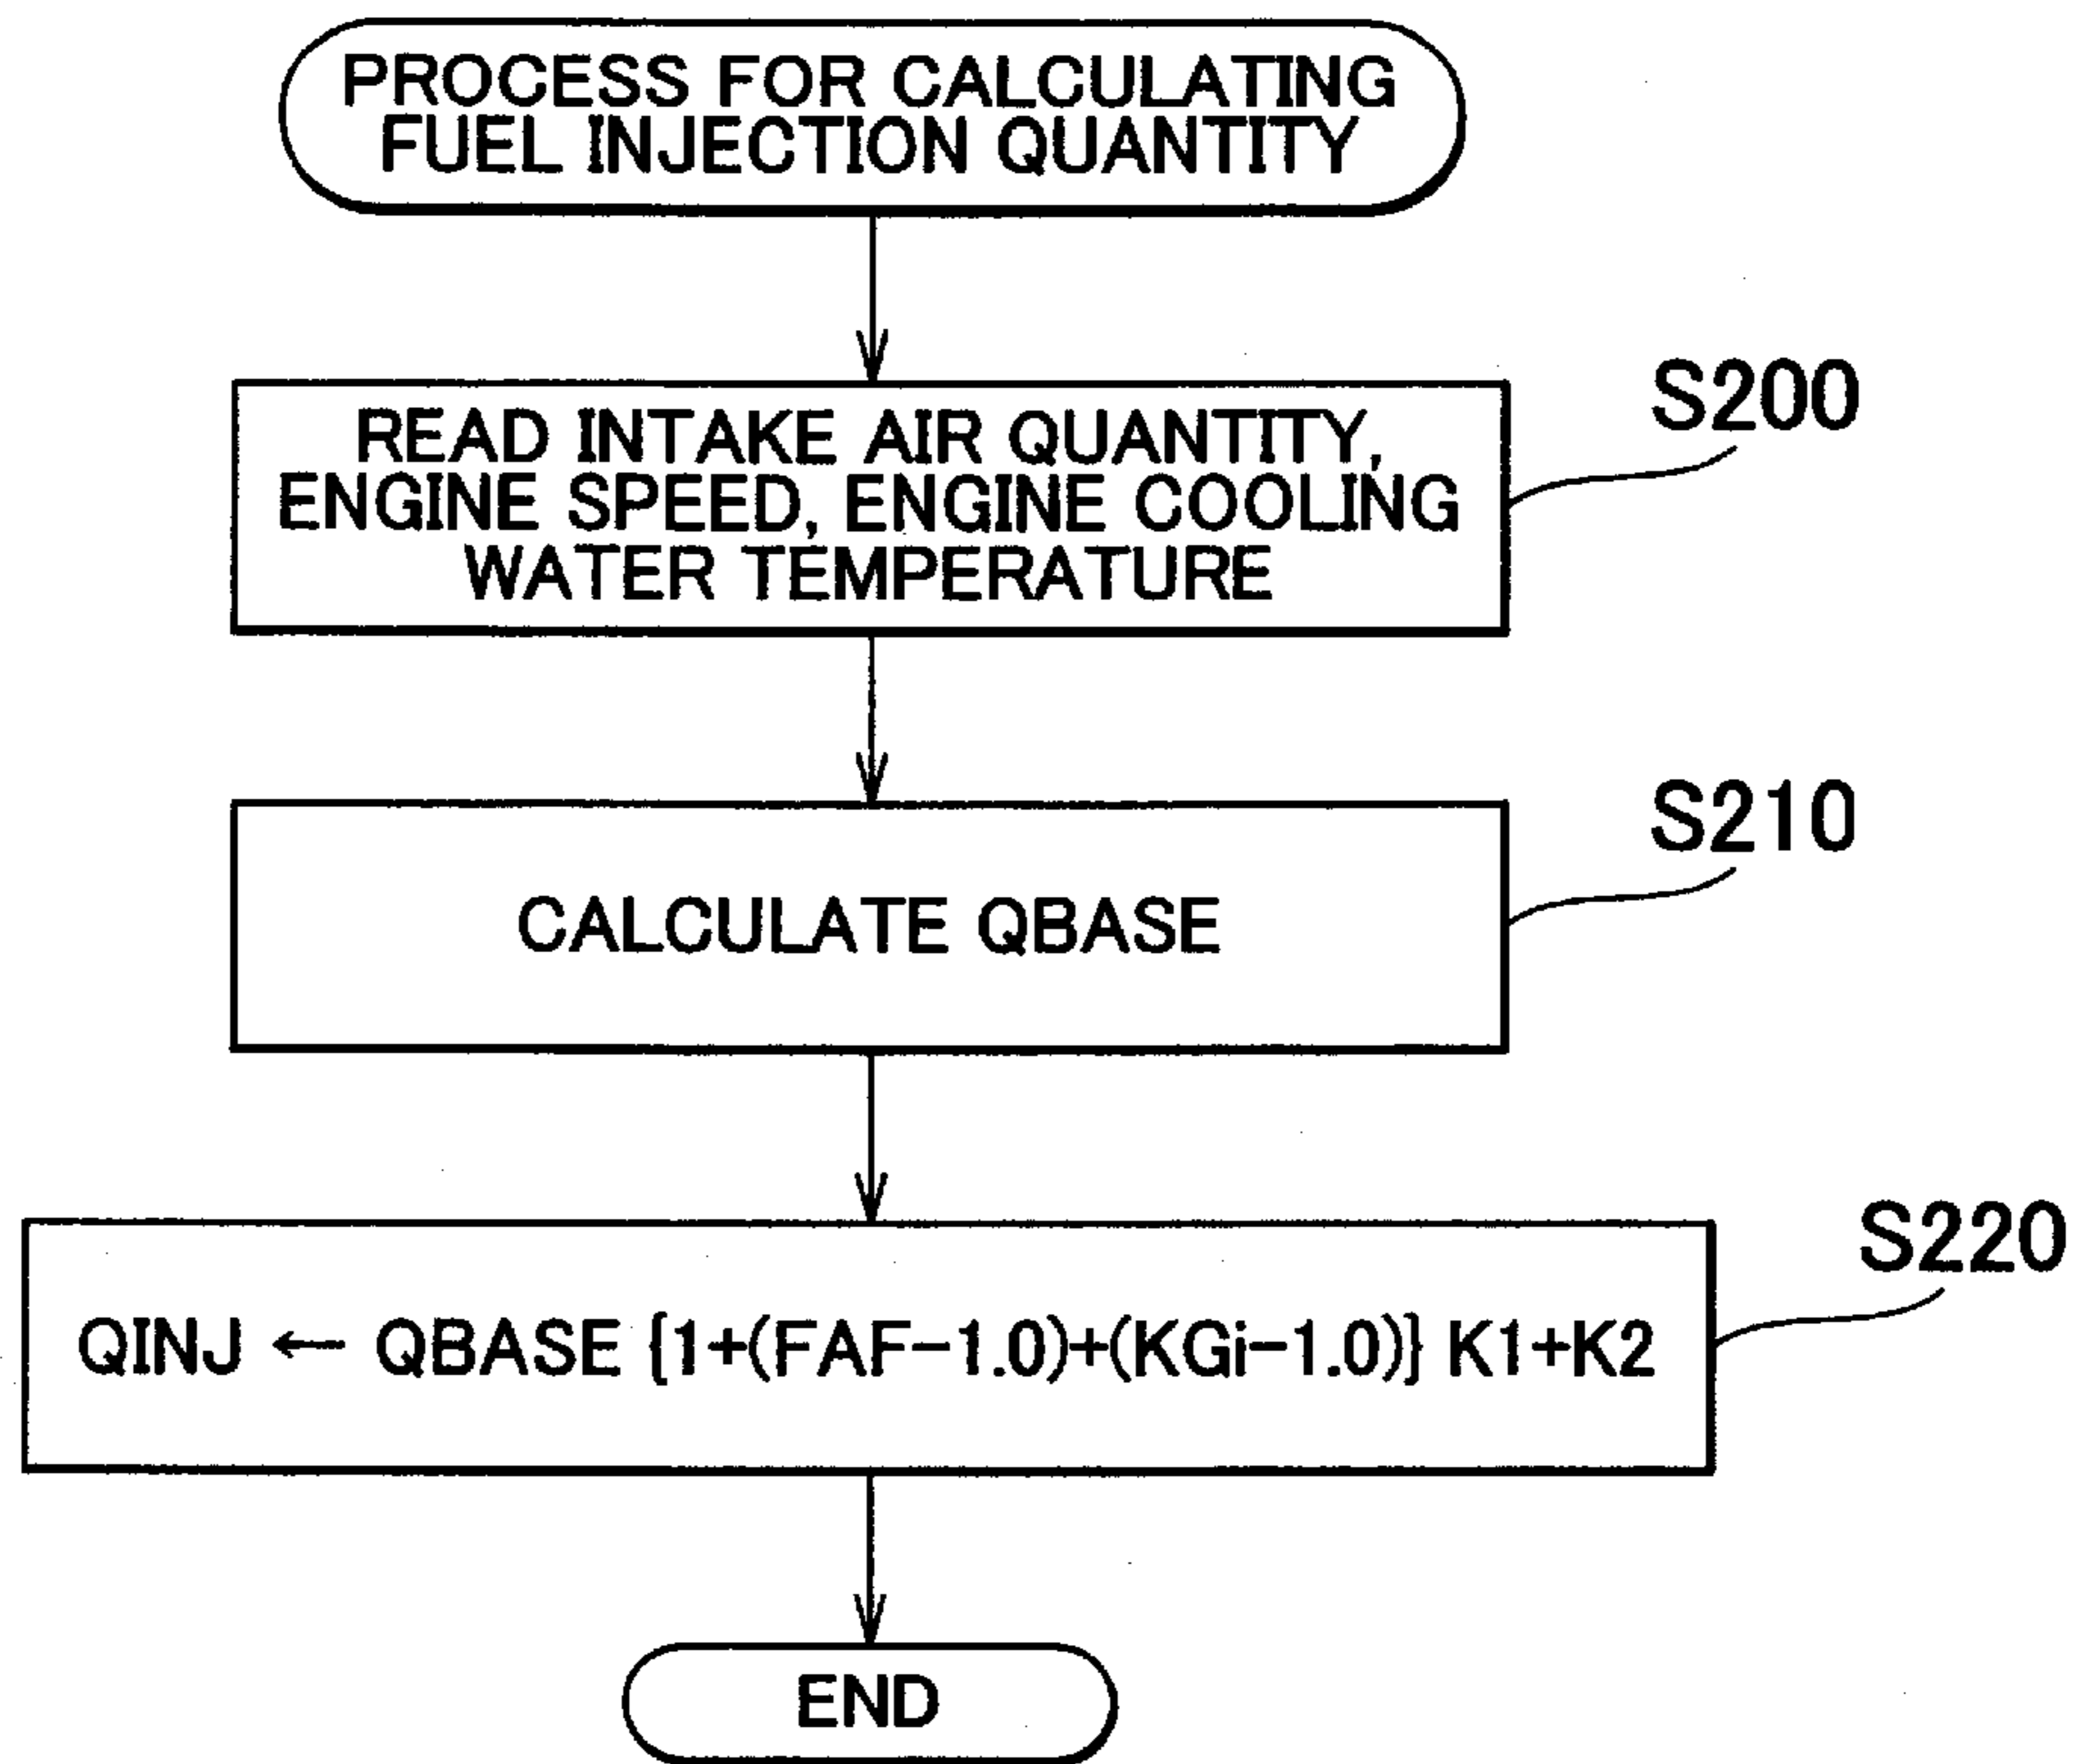 PROCESS FOR CALCULATING
FUEL INJECTION QUANTITY
S200
READ INTAKE AIR QUANTITY,
ENGINE SPEED, ENGINE COOLING
WATER TEMPERATURE
S210
CALCULATE QBASE
S220
QINJ ← QBASE {1+(FAF−1.0)+(KGi−1.0)} K1+K2
END